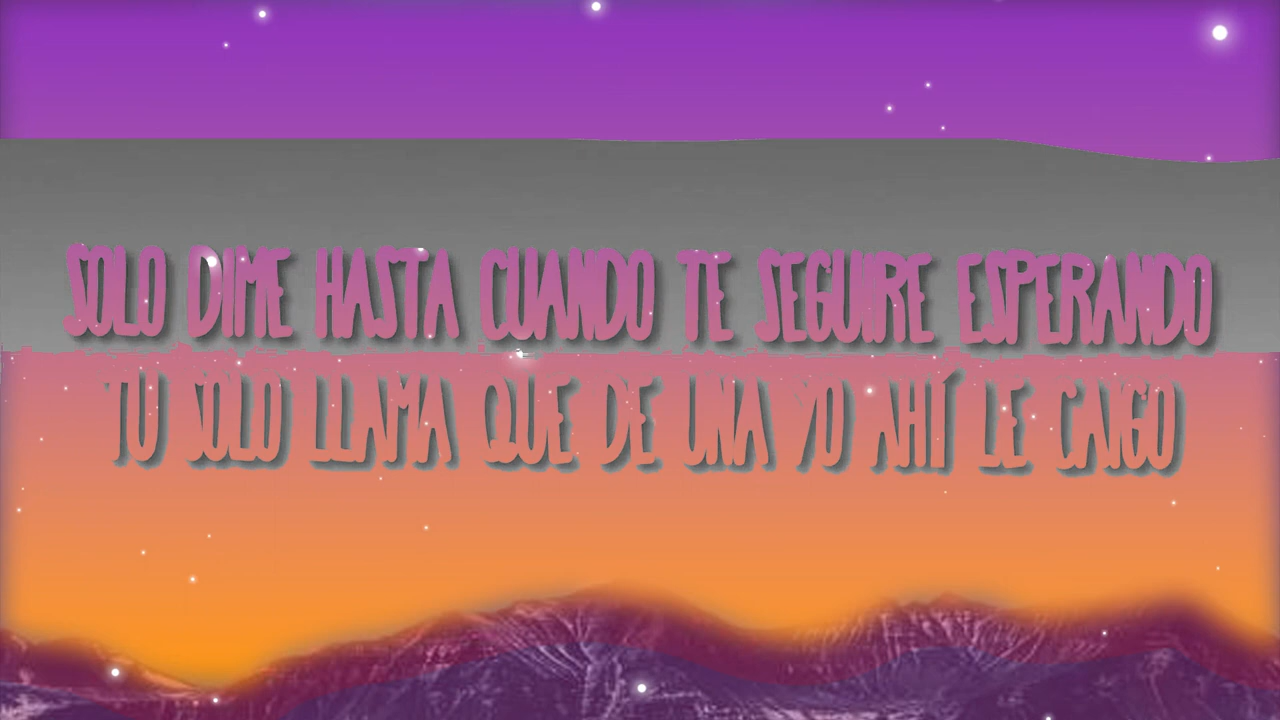 SOLO DIME HASTA CUANDO TE SEGUIRE ESPERANDO
TU SOLO LLAMA QUE DE UNA YO AHÍ LE CAIGO